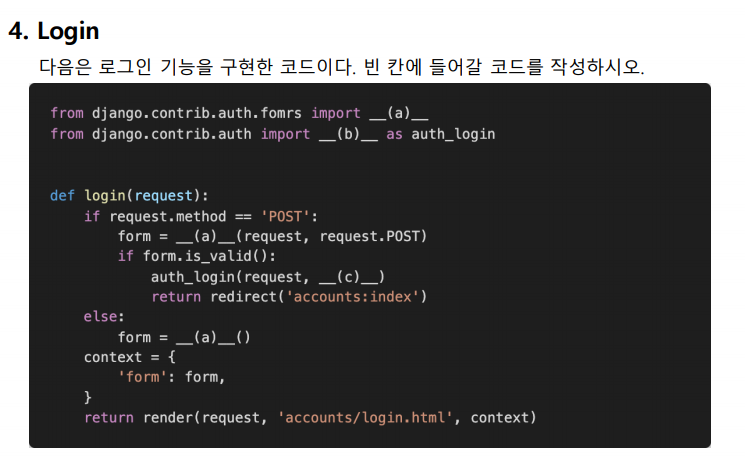 4. Login
다음은 로그인 기능을 구현한 코드이다. 빈 칸에 들어갈 코드를 작성하시오.
from django.contrib.auth.fomrs import __(a)__
from django.contrib.auth import __(b)__ as auth_login
def login(request):
    if request.method == 'POST':
        form = __(a)__(request, request.POST)
        if form.is_valid():
            auth_login(request, __(c)__)
            return redirect('accounts:index')
    else:
        form = __(a)__()
    context = {
        'form': form,
    }
    return render(request, 'accounts/login.html', context)